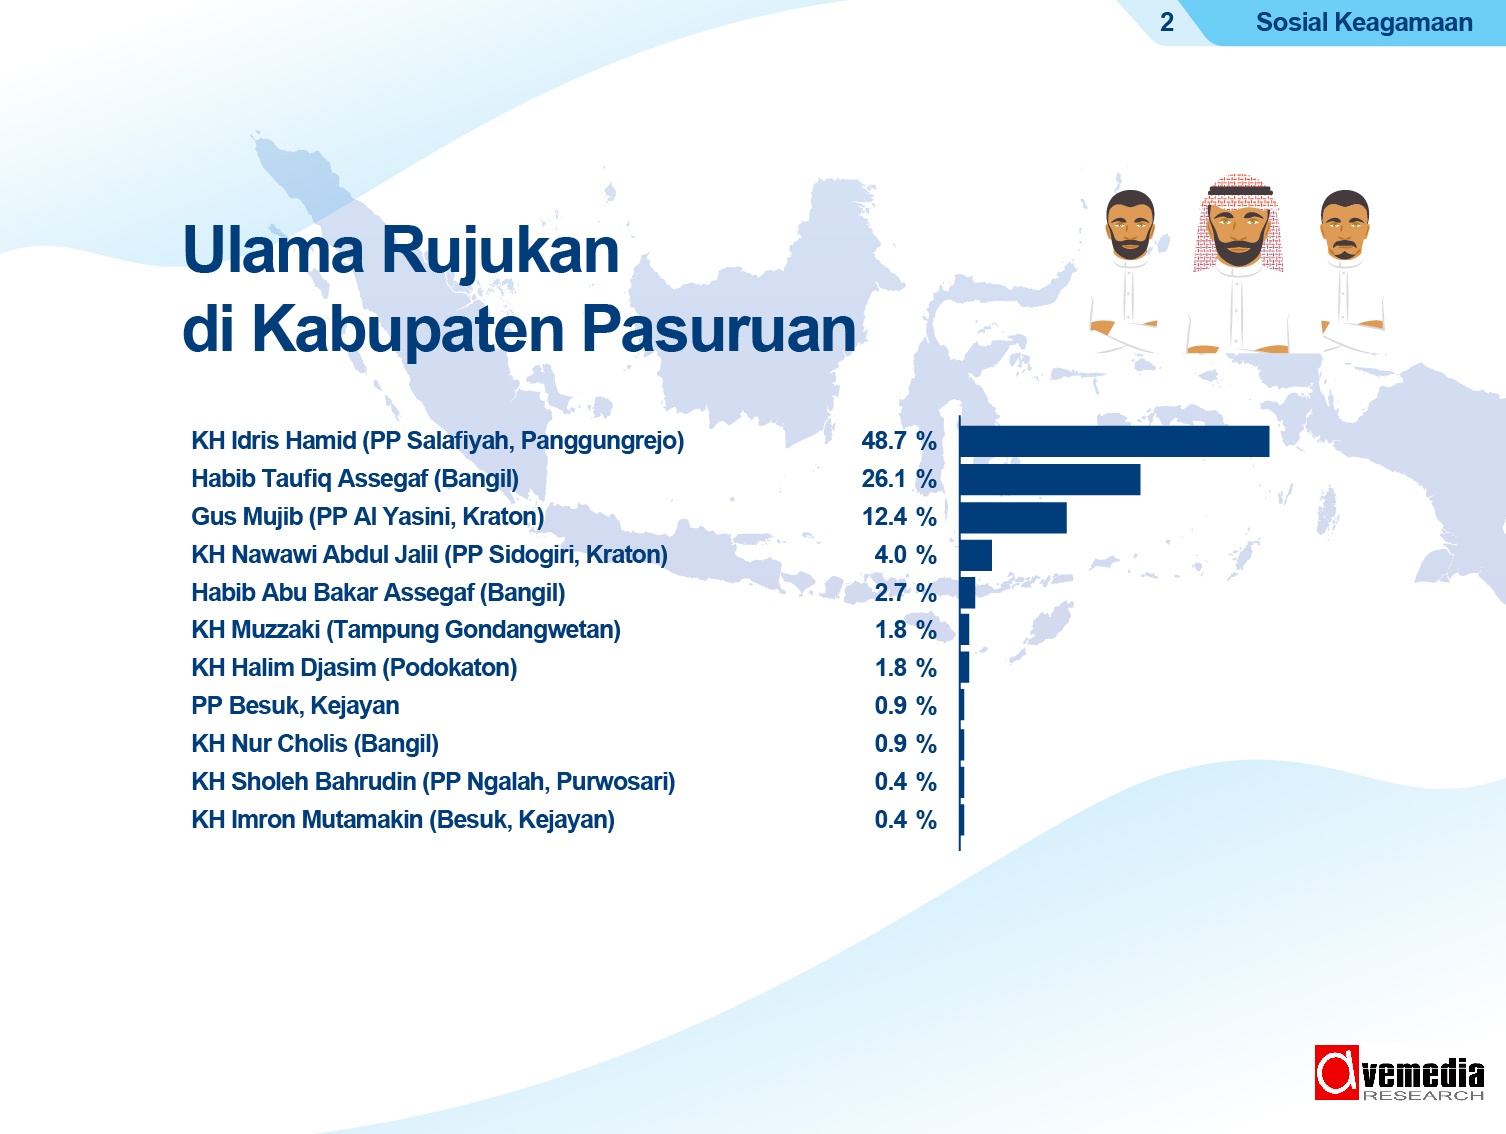 2 Sosial Keagamaan
Ulama Rujukan
di Kabupaten Pasuruan
KH Idris Hamid (PP Salafiyah, Panggungrejo) 48.7 %
Habib Taufiq Assegaf (Bangil) 26.1 %
Gus Mujib (PP Al Yasini, Kraton) 12.4 %
KH Nawawi Abdul Jalil (PP Sidogiri, Kraton) 4.0 %
Habib Abu Bakar Assegaf (Bangil) 2.7 %
KH Muzzaki (Tampung Gondangwetan) 1.8 %
KH Halim Djasim (Podokaton) 1.8 %
PP Besuk, Kejayan 0.9 %
KH Nur Cholis (Bangil) 0.9 %
KH Sholeh Bahrudin (PP Ngalah, Purwosari) 0.4 %
KH Imron Mutamakin (Besuk, Kejayan) 0.4 %
avemedia
RESEARCH